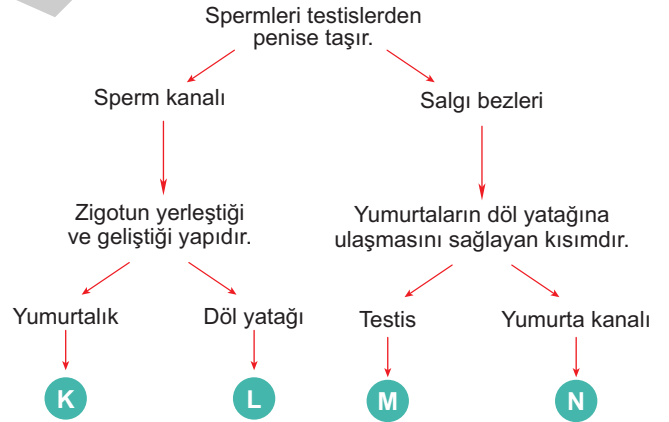 Spermleri testislerden
penise taşır.
Sperm kanalı
Salgı bezleri
Zigotun yerleştiği
ve geliştiği yapıdır.
Yumurtaların döl yatağına
ulaşmasını sağlayan kısımdır.
Yumurtalık
Döl yatağı
Testis
Yumurta kanalı
K
L
M
N